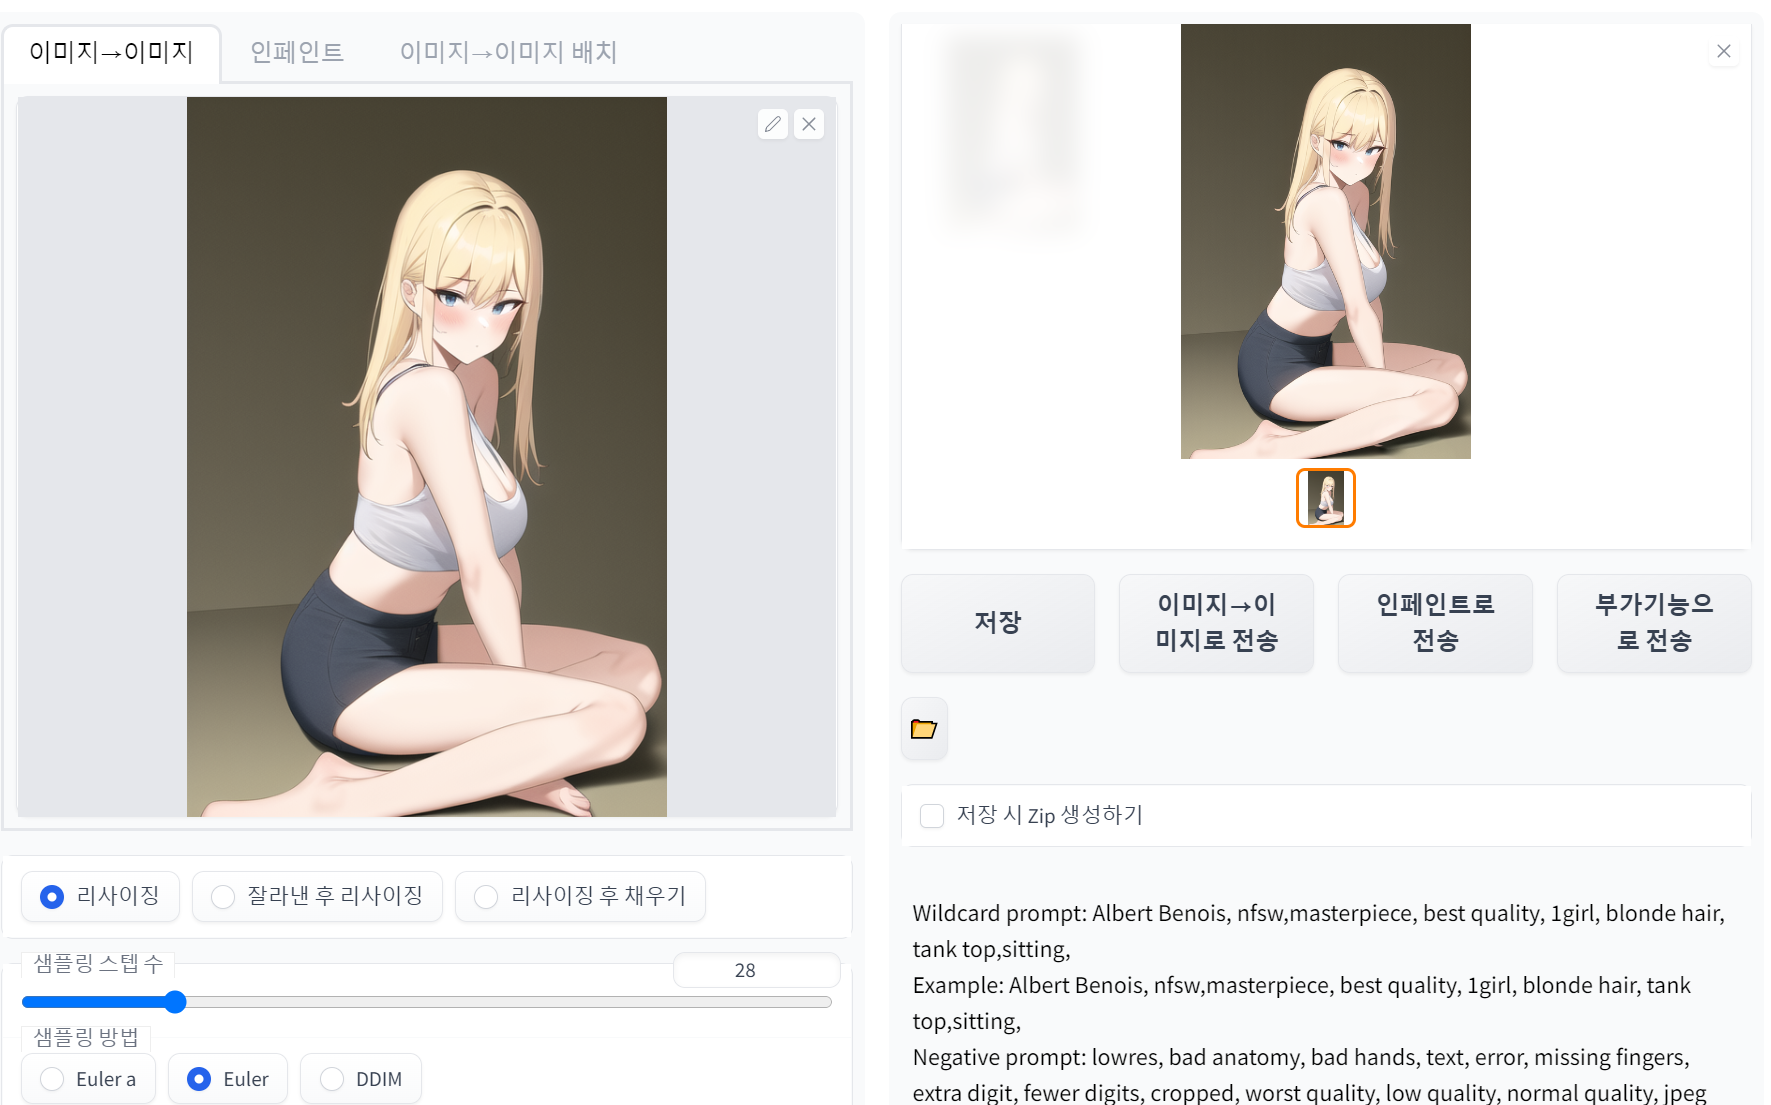 이미지→이미지
인페인트
이미지→이미지 배치
리사이징
잘라낸 후 리사이징
리사이징 후 채우기
샘플링 스텝 수
28
샘플링 방법
Euler a
Euler
DDIM
저장
이미지→이
미지로 전송
인페인트로
전송
부가기능으
로 전송
저장 시 Zip 생성하기
Wildcard prompt: Albert Benois, nfsw,masterpiece, best quality, 1girl, blonde hair,
tank top,sitting,
Example: Albert Benois, nfsw,masterpiece, best quality, 1girl, blonde hair, tank
top,sitting,
Negative prompt: lowres, bad anatomy, bad hands, text, error, missing fingers,
extra digit, fewer digits, cropped, worst quality, low quality, normal quality, jpeg